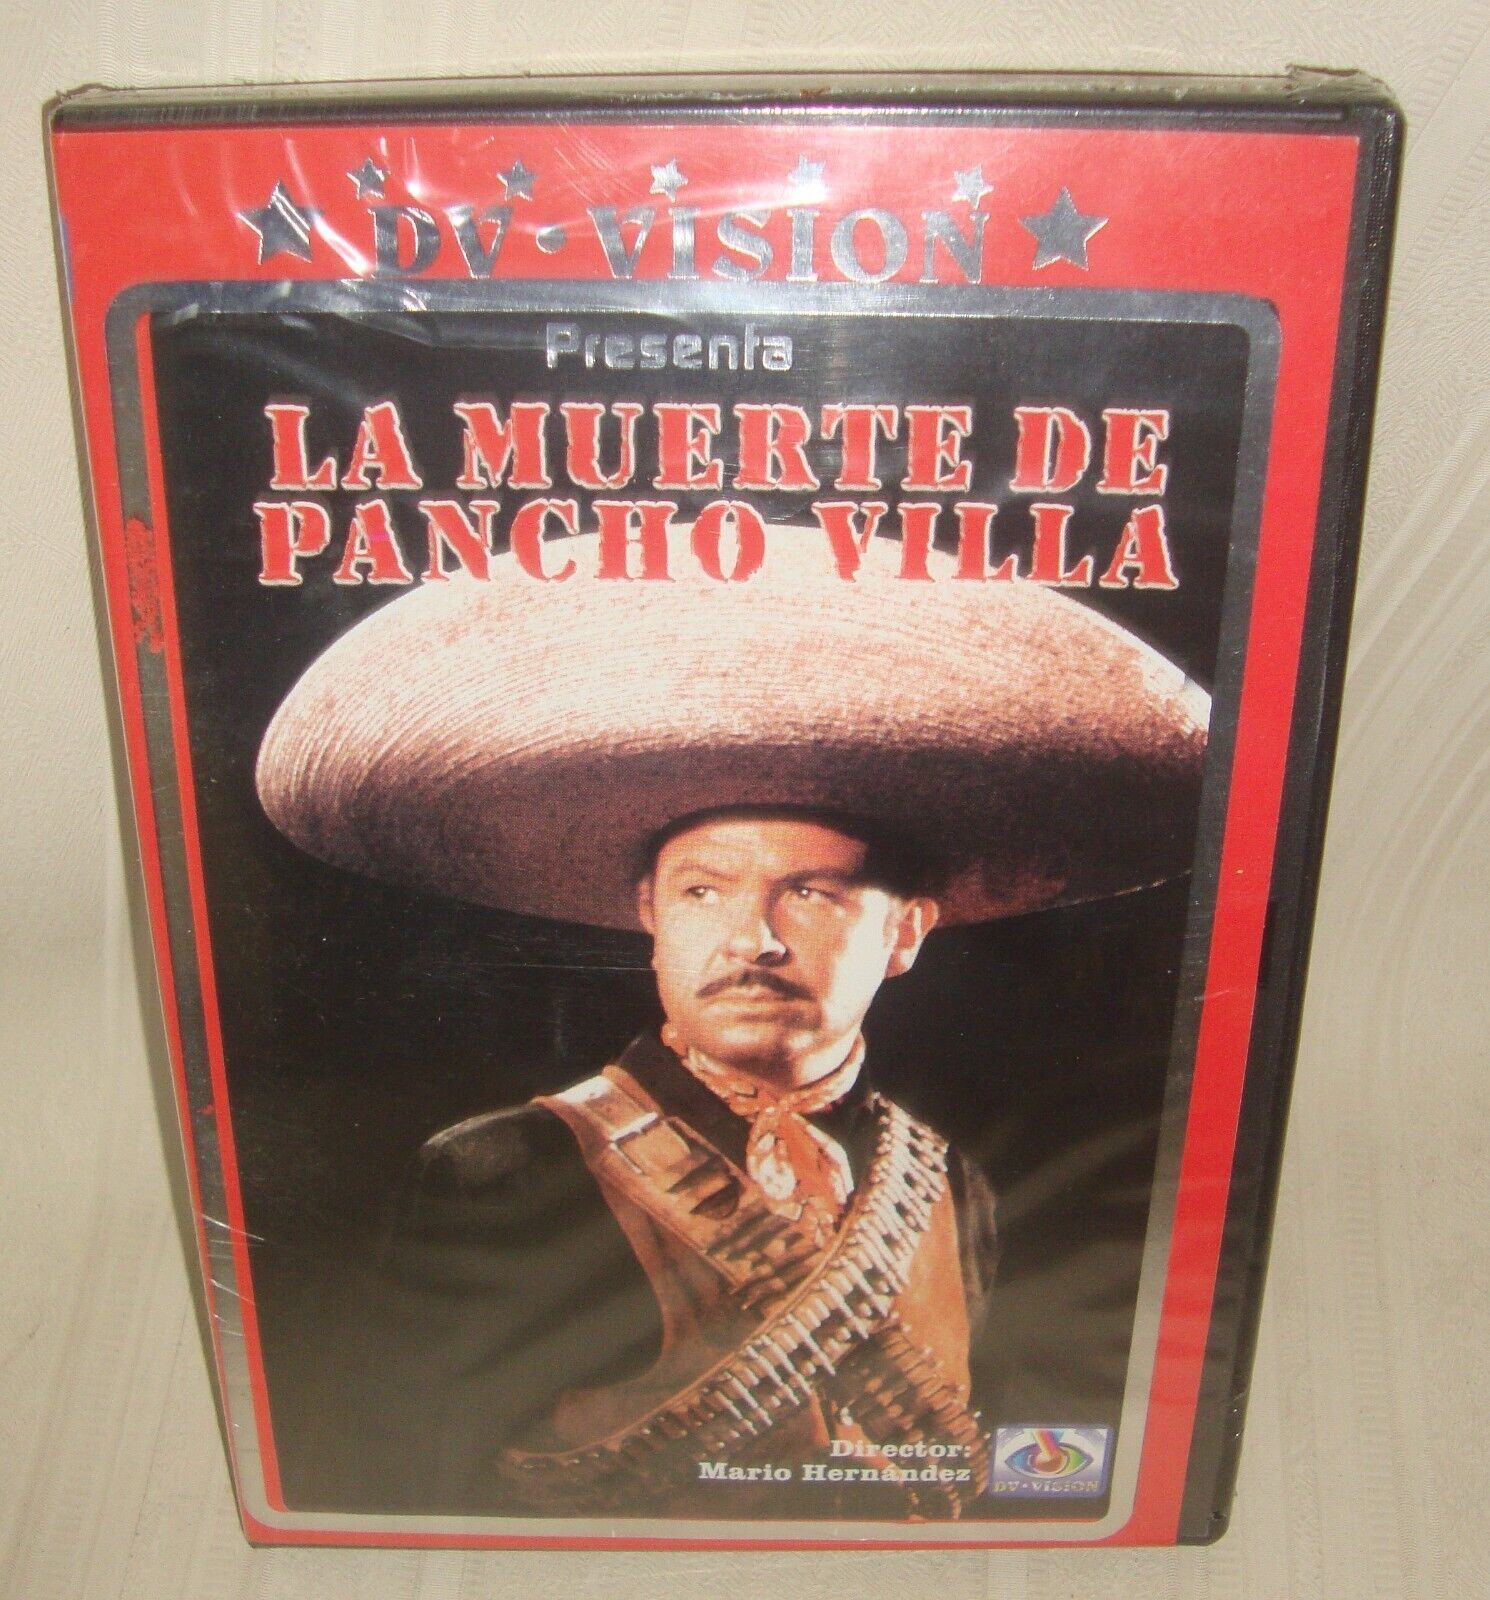 DV·VISION
Presenta
LA MUERTE DE
PANCHO VILLA
Director:
Mario Hernández
DV·VISION